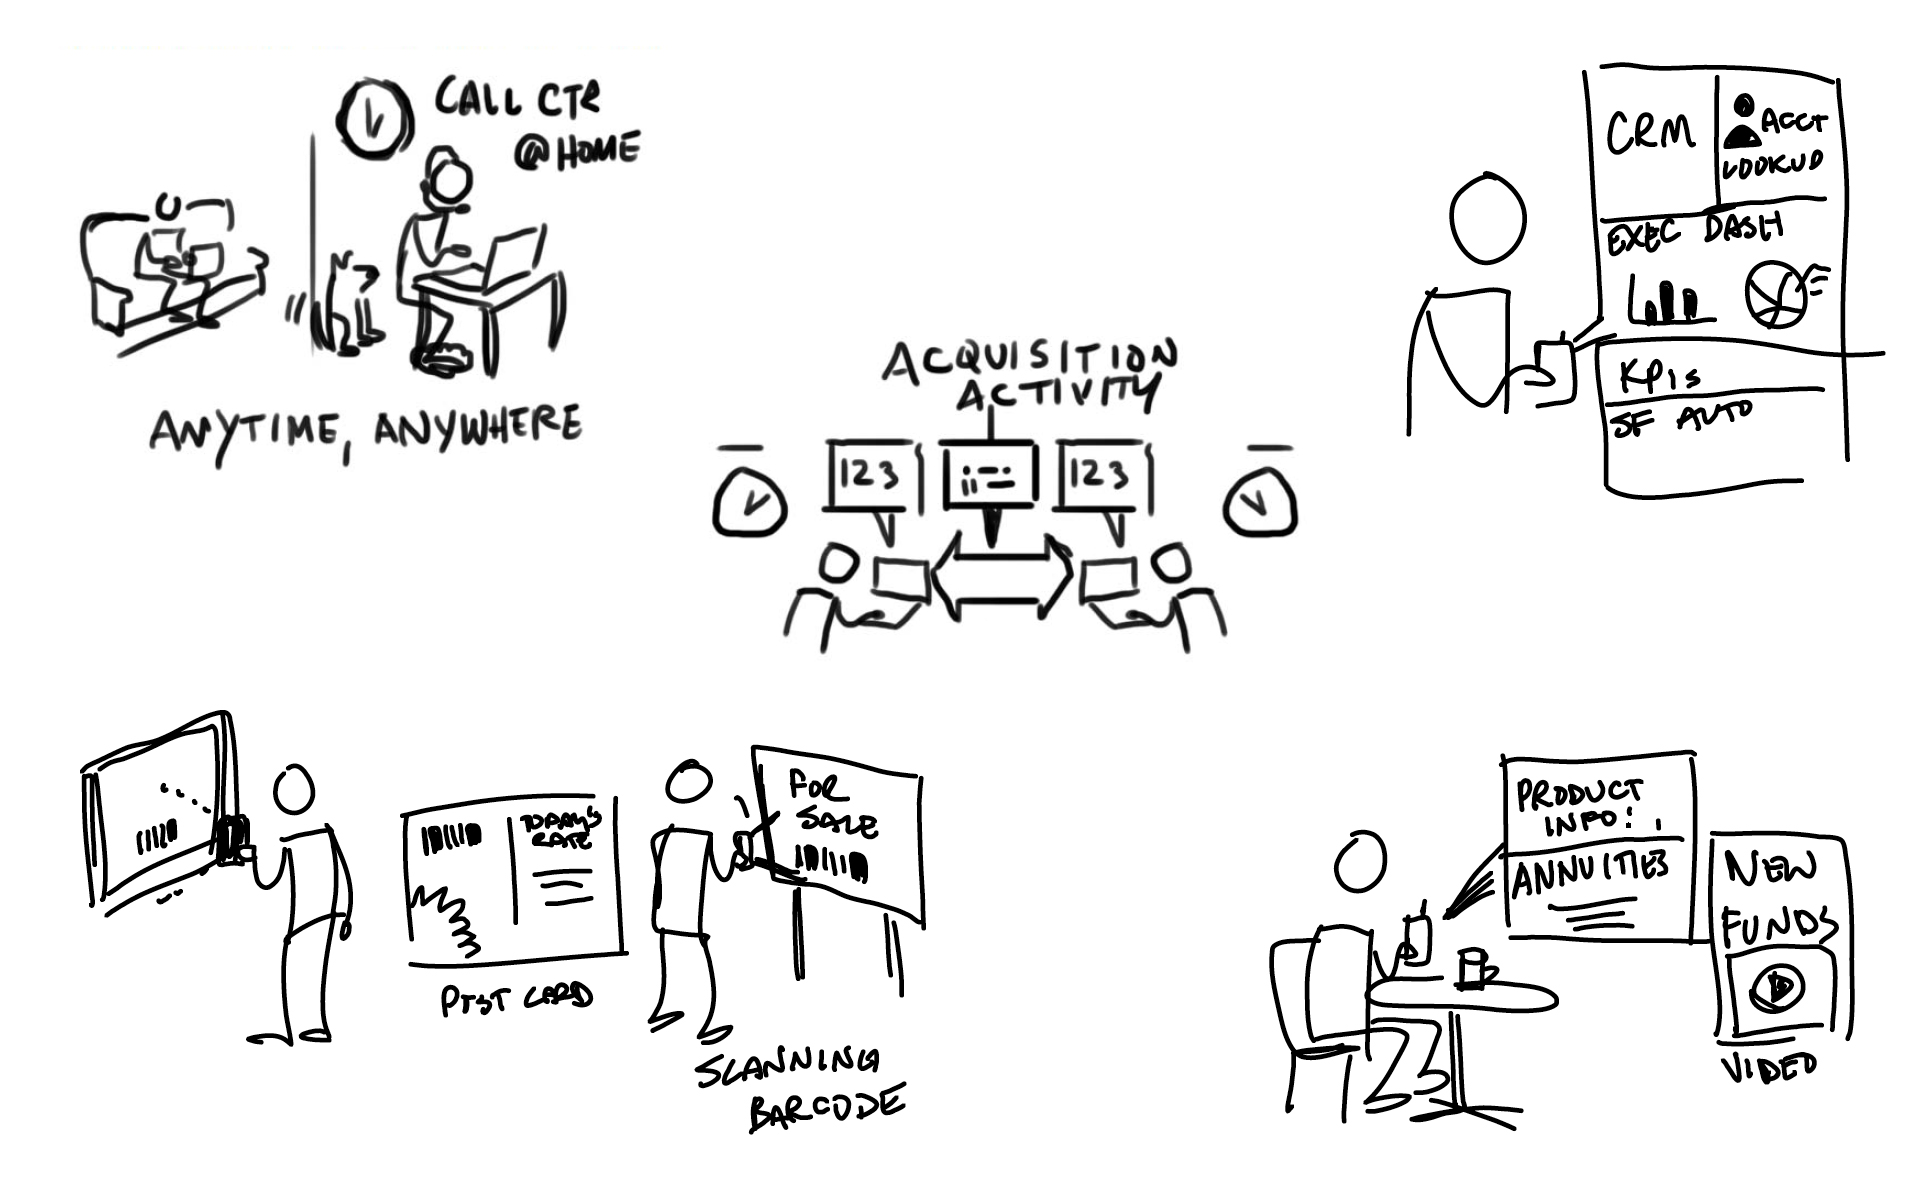 CALL CTR
@HOME
ANYTIME, ANYWHERE
ACQUISITION
ACTIVITY
123
123
CRM
ACCT
LOOKUP
EXEC DASH
KPIs
SF AUTO
TODAY'S
RATE
POST CARD
FOR
SALE
SCANNING
BARCODE
PRODUCT
INFO!
ANNUITIES
NEW
FUNDS
VIDEO